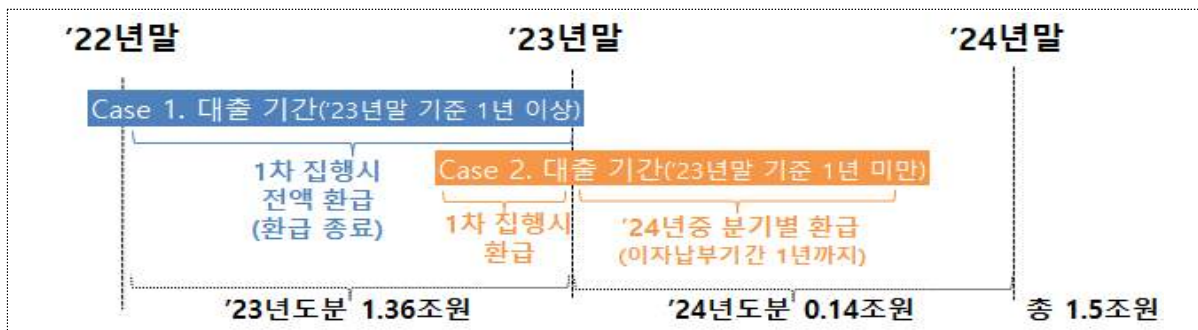 '22년말
'23년말
'24년말
Case 1. 대출 기간('23년말 기준 1년 이상)
1차 집행시
전액 환급
(환급 종료)
Case 2. 대출 기간('23년말 기준 1년 미만)
1차 집행시
환급
'24년중 분기별 환급
(이자납부기간 1년까지)
'23년도분 1.36조원
'24년도분 0.14조원
총 1.5조원